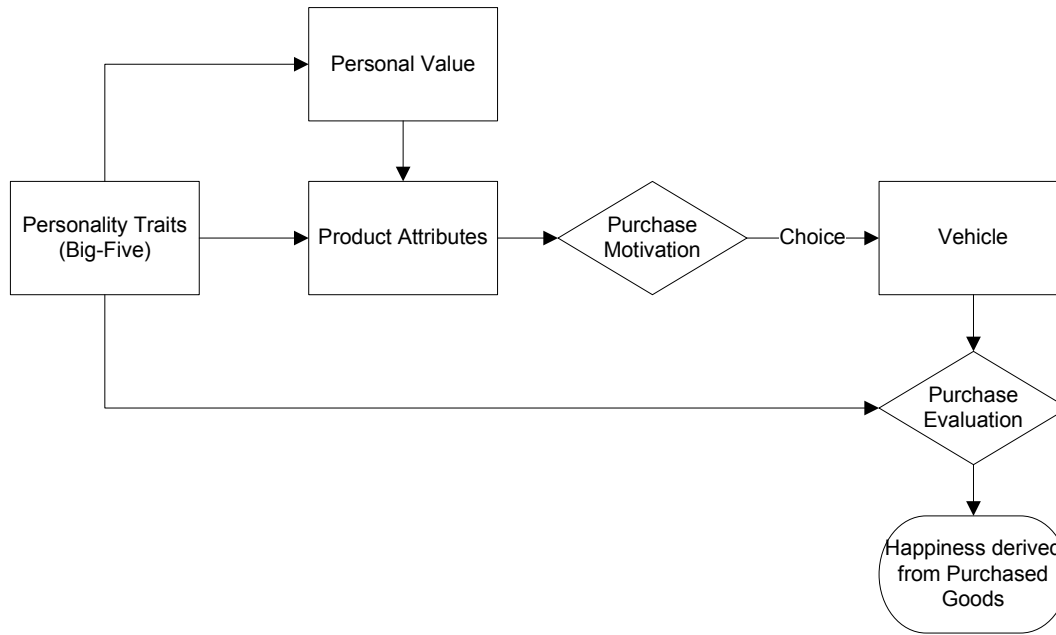 Personal Value
Personality Traits
(Big-Five)
Product Attributes
Purchase
Motivation
Choice
Vehicle
Purchase
Evaluation
Happiness derived
from Purchased
Goods